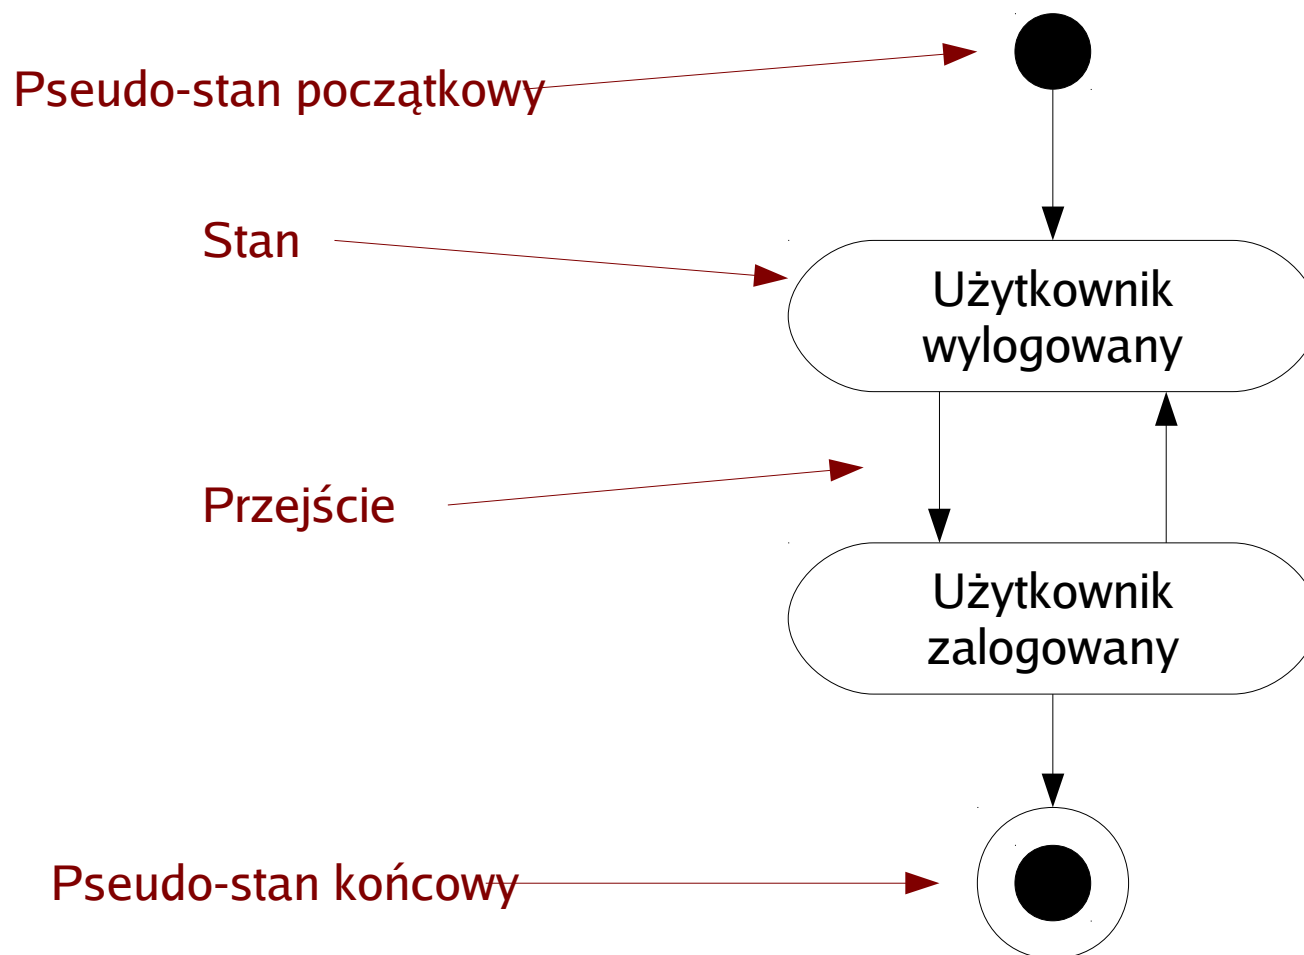 Pseudo-stan początkowy
Stan
Użytkownik
wylogowany
Przejście
Użytkownik
zalogowany
Pseudo-stan końcowy